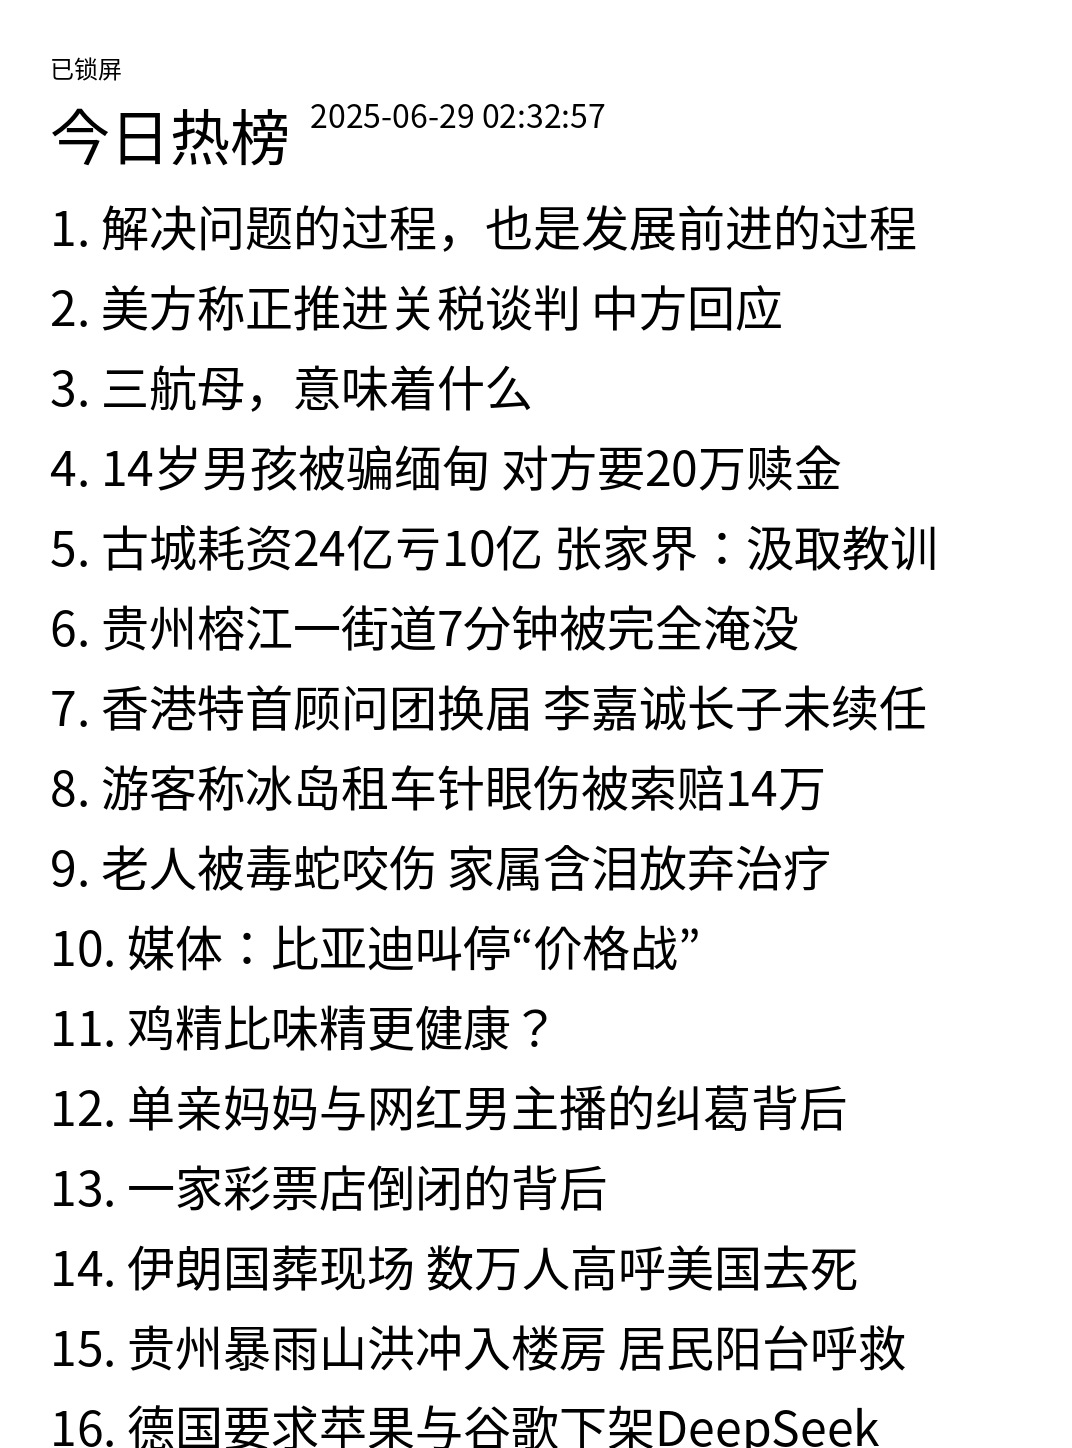 已锁屏
今日热榜 2025-06-29 02:32:57
1. 解决问题的过程，也是发展前进的过程
2. 美方称正推进关税谈判 中方回应
3. 三航母，意味着什么
4. 14岁男孩被骗缅甸 对方要20万赎金
5. 古城耗资24亿亏10亿 张家界：汲取教训
6. 贵州榕江一街道7分钟被完全淹没
7. 香港特首顾问团换届 李嘉诚长子未续任
8. 游客称冰岛租车针眼伤被索赔14万
9. 老人被毒蛇咬伤 家属含泪放弃治疗
10. 媒体：比亚迪叫停“价格战”
11. 鸡精比味精更健康？
12. 单亲妈妈与网红男主播的纠葛背后
13. 一家彩票店倒闭的背后
14. 伊朗国葬现场 数万人高呼美国去死
15. 贵州暴雨山洪冲入楼房 居民阳台呼救
16. 德国要求苹果与谷歌下架DeepSeek